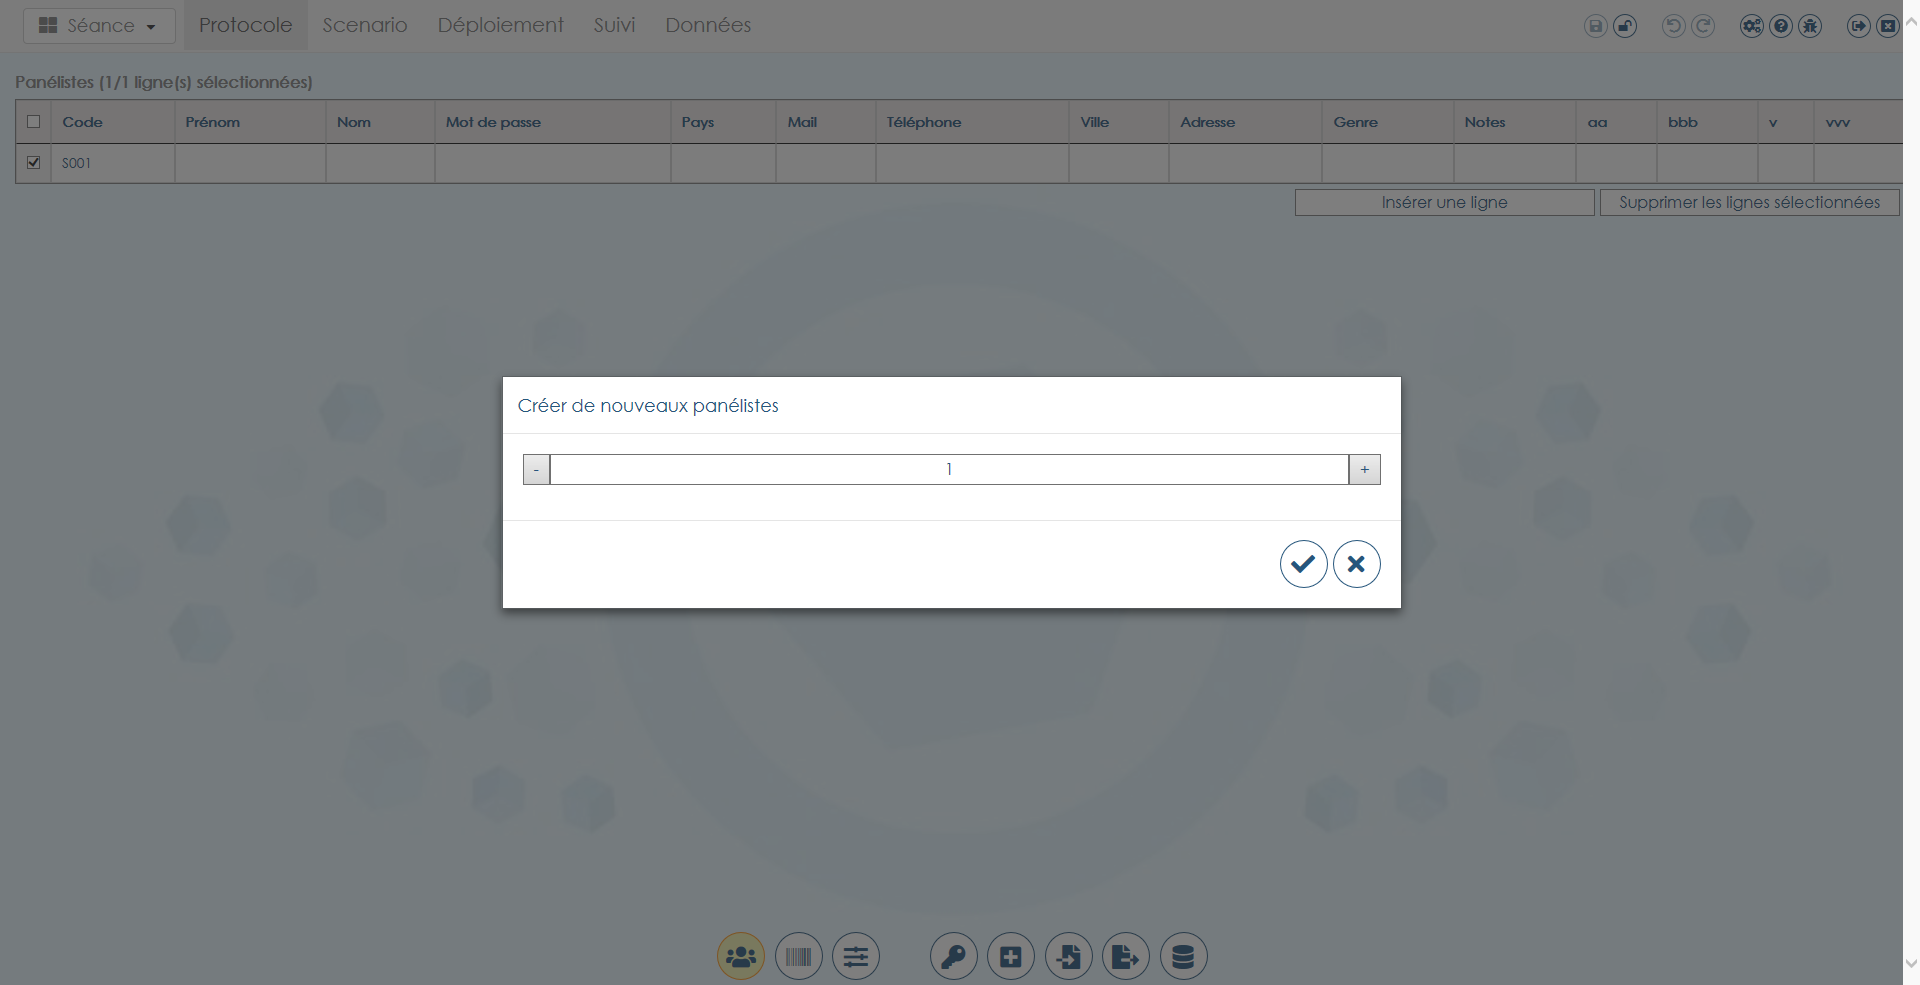 Séance Protocole Scenario Déploiement Suivi Données
Panélistes (1/1 ligne(s) sélectionnées)
Code Prénom Nom Mot de passe Pays Mail Téléphone Ville Adresse Genre Notes aa bbb v vvv
S001
Insérer une ligne Supprimer les lignes sélectionnées
Créer de nouveaux panélistes
- 1 +